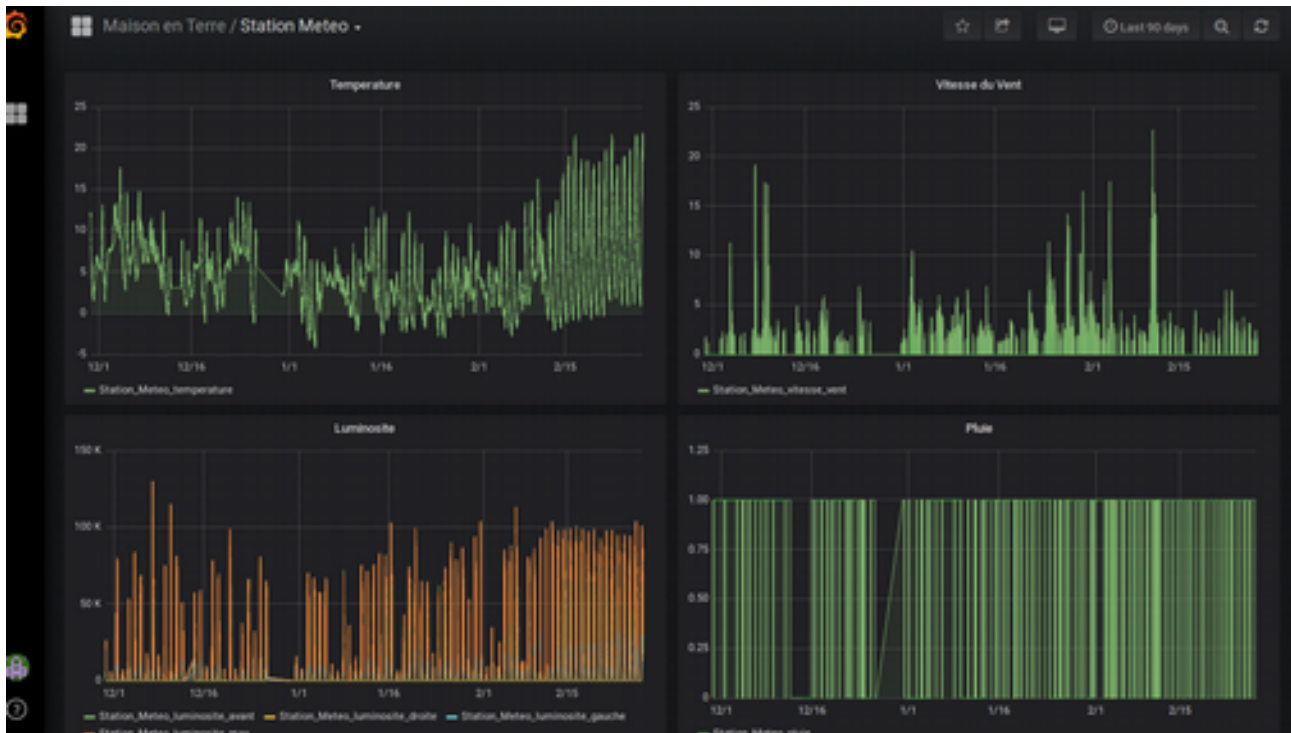 Maison en Terre / Station Meteo
Last 90 days
Temperature
25
20
15
10
5
0
-5
12/1 12/16 1/1 1/16 2/1 2/15
Station_Meteo_temperature
Vitesse du Vent
25
20
15
10
5
0
12/1 12/16 1/1 1/16 2/1 2/15
Station_Meteo_vitesse_vent
Luminosite
150 K
100 K
50 K
0
12/1 12/16 1/1 1/16 2/1 2/15
Station_Meteo_luminosite_avant Station_Meteo_luminosite_droite Station_Meteo_luminosite_gauche
Station_Meteo_luminosite_max
Pluie
1.25
1.00
0.75
0.50
0.25
0
12/1 12/16 1/1 1/16 2/1 2/15
Station_Meteo_pluie